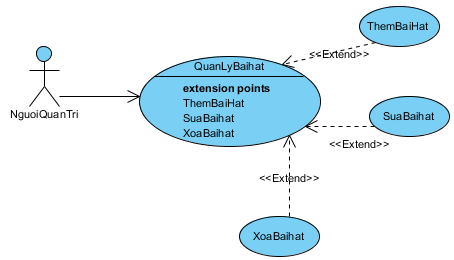 ThemBaiHat
<<Extend>>
QuanLyBaihat
extension points
ThemBaiHat
SuaBaihat
XoaBaihat
NguoiQuanTri
SuaBaihat
<<Extend>>
<<Extend>>
XoaBaihat